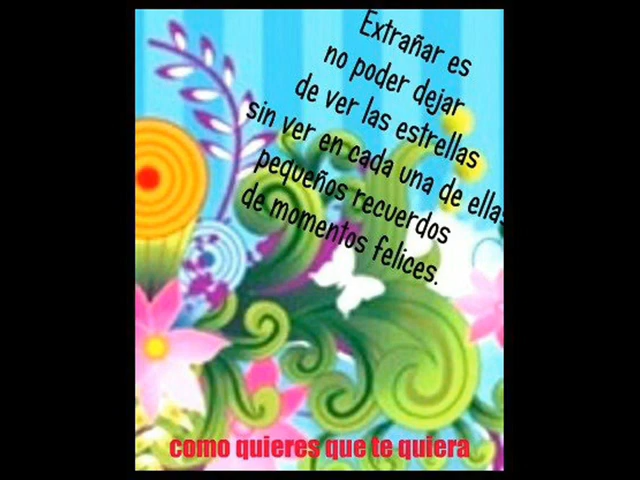 Extrañar es
no poder dejar
de ver las estrellas
sin ver en cada una de ellas
pequeños recuerdos
de momentos felices.
como quieres que te quiera